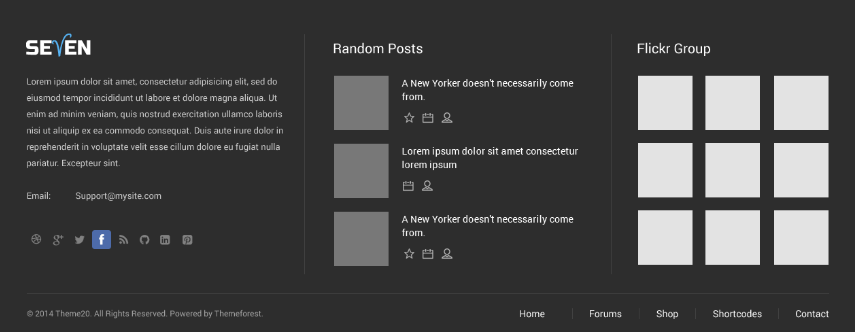 SEVEN
Lorem ipsum dolor sit amet, consectetur adipisicing elit, sed do
eiusmod tempor incididunt ut labore et dolore magna aliqua. Ut
enim ad minim veniam, quis nostrud exercitation ullamco laboris
nisi ut aliquip ex ea commodo consequat. Duis aute irure dolor in
reprehenderit in voluptate velit esse cillum dolore eu fugiat nulla
pariatur. Excepteur sint.
Email: Support@mysite.com
Random Posts
A New Yorker doesn't necessarily come
from.
Lorem ipsum dolor sit amet consectetur
lorem ipsum
A New Yorker doesn't necessarily come
from.
Flickr Group
© 2014 Theme20. All Rights Reserved. Powered by Themeforest.
Home Forums Shop Shortcodes Contact